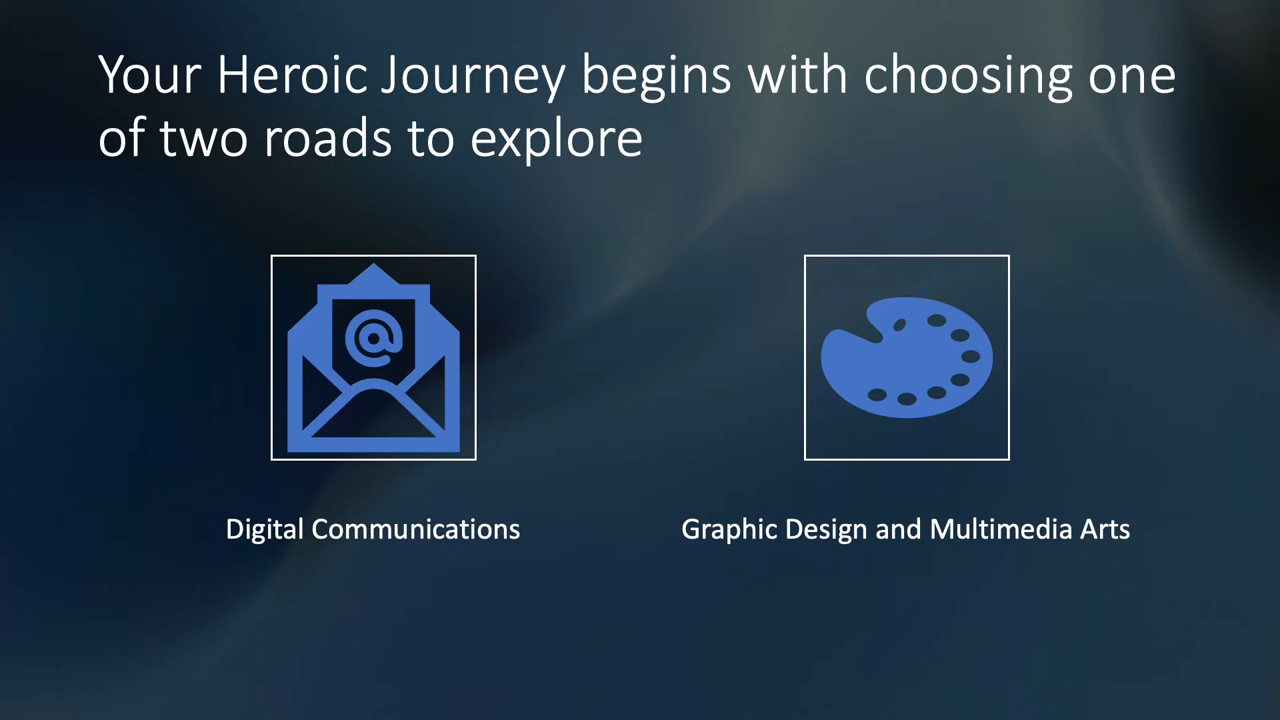 Your Heroic Journey begins with choosing one
of two roads to explore
@
Digital Communications
Graphic Design and Multimedia Arts